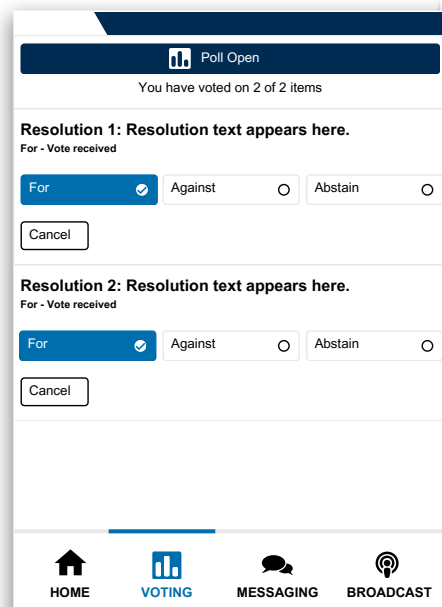 Poll Open
You have voted on 2 of 2 items
Resolution 1: Resolution text appears here.
For - Vote received
For Against Abstain
Cancel
Resolution 2: Resolution text appears here.
For - Vote received
For Against Abstain
Cancel
HOME VOTING MESSAGING BROADCAST